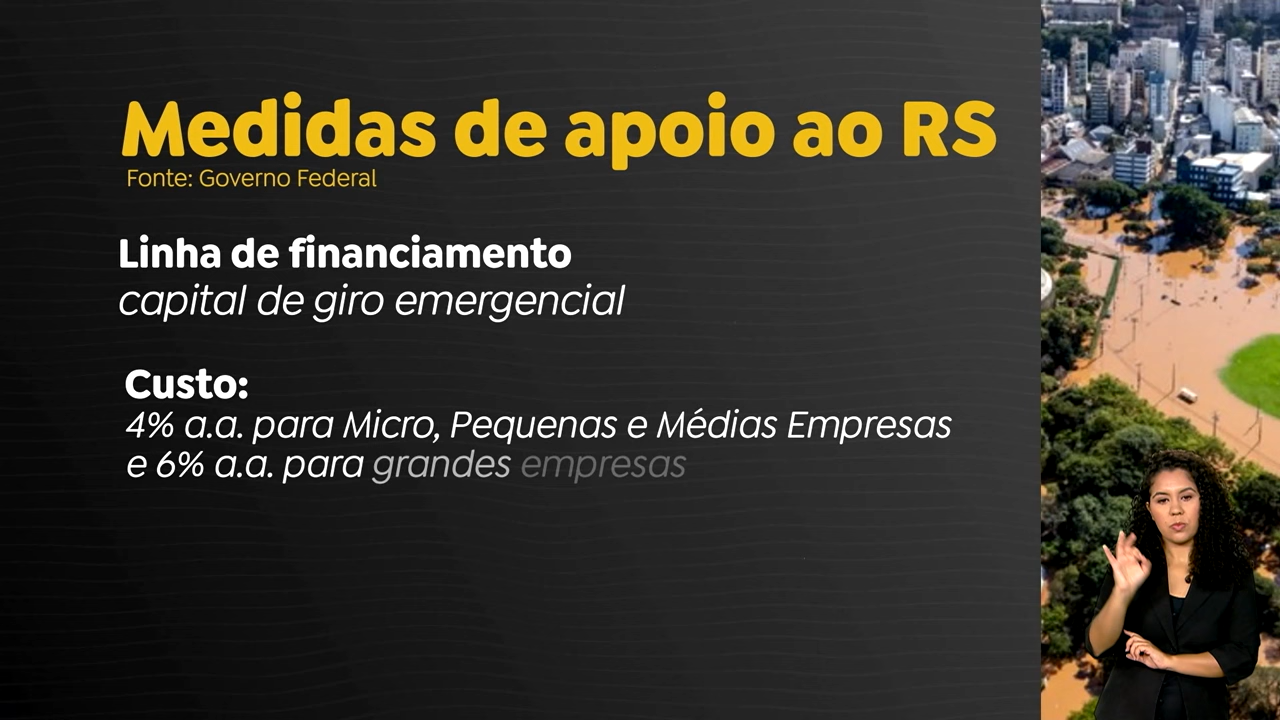 Medidas de apoio ao RS
Fonte: Governo Federal
Linha de financiamento
capital de giro emergencial
Custo:
4% a.a. para Micro, Pequenas e Médias Empresas
e 6% a.a. para grandes empresas